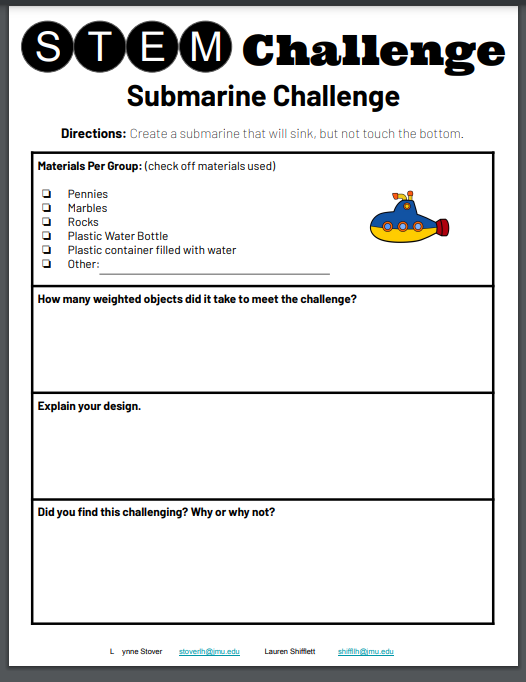 STEM Challenge
Submarine Challenge
Directions: Create a submarine that will sink, but not touch the bottom.
Materials Per Group: (check off materials used)
❏ Pennies
❏ Marbles
❏ Rocks
❏ Plastic Water Bottle
❏ Plastic container filled with water
❏ Other:
How many weighted objects did it take to meet the challenge?
Explain your design.
Did you find this challenging? Why or why not?
L ynne Stover stoverlh@jmu.edu Lauren Shifflett shifflh@jmu.edu